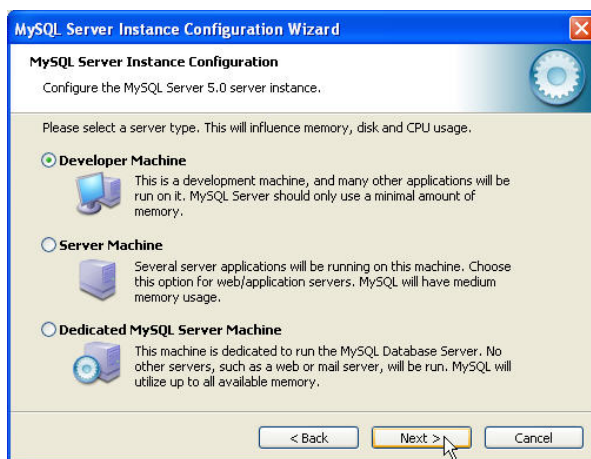 MySQL Server Instance Configuration Wizard
MySQL Server Instance Configuration
Configure the MySQL Server 5.0 server instance.
Please select a server type. This will influence memory, disk and CPU usage.
Developer Machine
This is a development machine, and many other applications will be
run on it. MySQL Server should only use a minimal amount of
memory.
Server Machine
Several server applications will be running on this machine. Choose
this option for web/application servers. MySQL will have medium
memory usage.
Dedicated MySQL Server Machine
This machine is dedicated to run the MySQL Database Server. No
other servers, such as a web or mail server, will be run. MySQL will
utilize up to all available memory.
< Back Next > Cancel